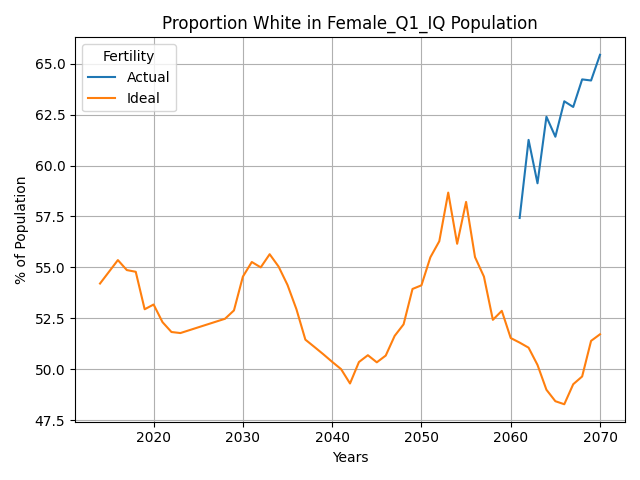 Proportion White in Female_Q1_IQ Population
Fertility
Actual
Ideal
65.0
62.5
60.0
57.5
55.0
52.5
50.0
47.5
% of Population
2020
2030
2040
2050
2060
2070
Years